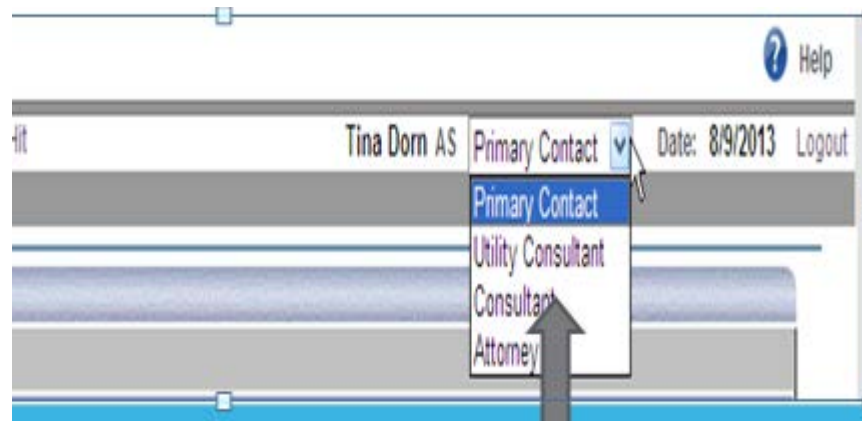 Help
Tina Dorn AS Primary Contact Date: 8/9/2013 Logout
Primary Contact
Utility Consultant
Consultant
Attorney